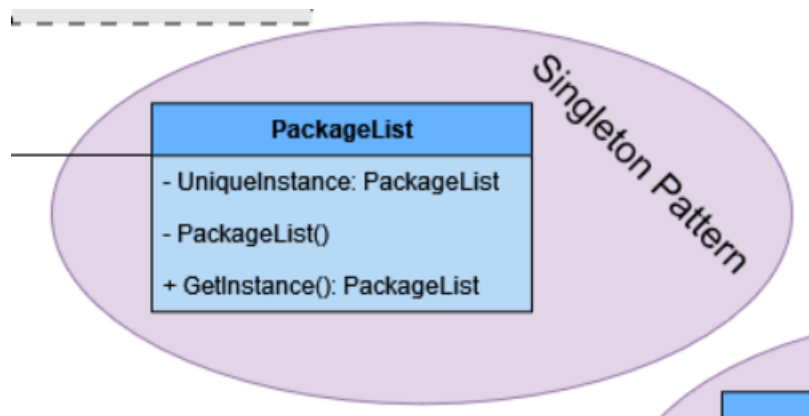 PackageList
- UniqueInstance: PackageList
- PackageList()
+ GetInstance(): PackageList
Singleton Pattern